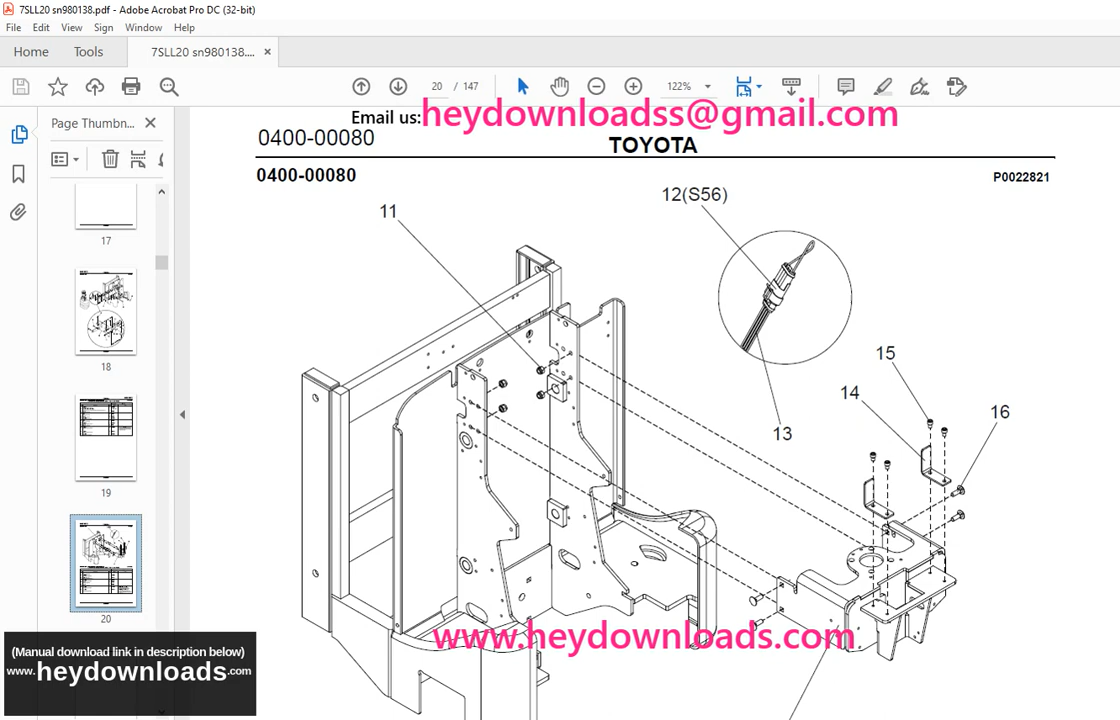 7SLL20 sn980138.pdf - Adobe Acrobat Pro DC (32-bit)
File Edit View Sign Window Help
Home Tools 7SLL20 sn980138.... ×
20 / 147 122%
Page Thumbn...
Email us:heydownloadss@gmail.com
0400-00080 TOYOTA
0400-00080 P0022821
11
12(S56)
13
14
15
16
17
18
19
20
www.heydownloads.com
(Manual download link in description below)
www.heydownloads.com